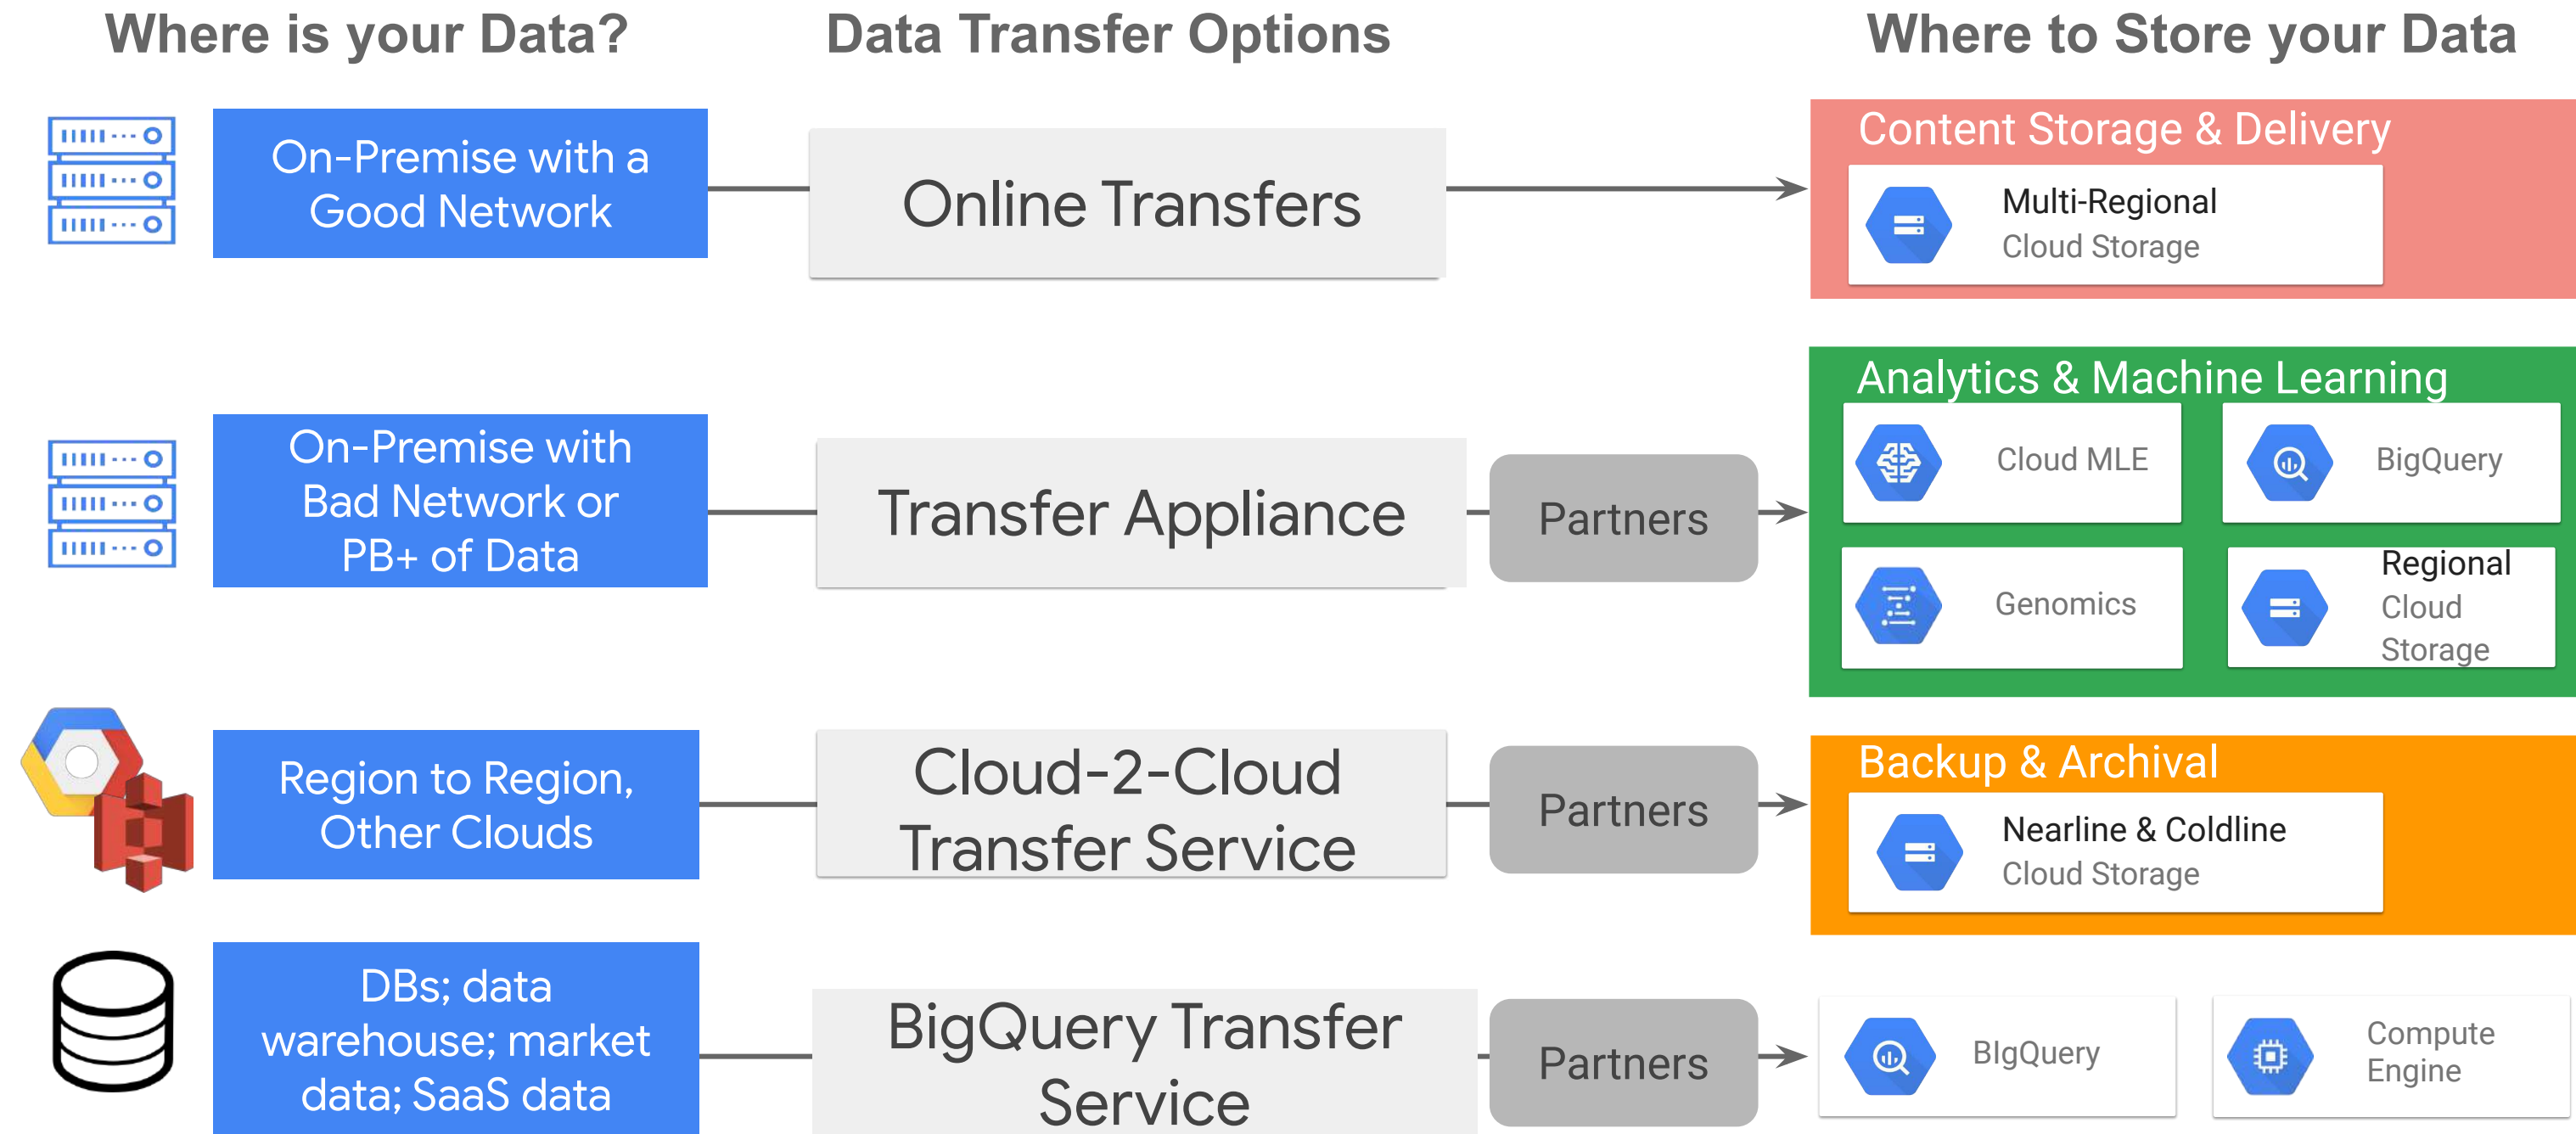 Where is your Data?
Data Transfer Options
Where to Store your Data
On-Premise with a
Good Network
Online Transfers
Content Storage & Delivery
Multi-Regional
Cloud Storage
On-Premise with
Bad Network or
PB+ of Data
Transfer Appliance
Partners
Analytics & Machine Learning
Cloud MLE
BigQuery
Genomics
Regional
Cloud
Storage
Region to Region,
Other Clouds
Cloud-2-Cloud
Transfer Service
Partners
Backup & Archival
Nearline & Coldline
Cloud Storage
DBs; data
warehouse; market
data; SaaS data
BigQuery Transfer
Service
Partners
BIgQuery
Compute
Engine